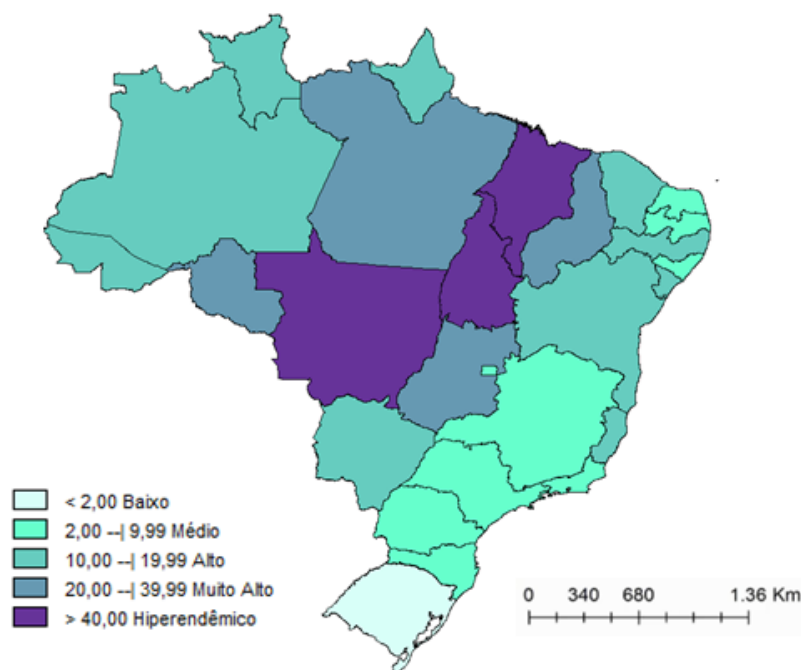 < 2,00 Baixo
2,00 --| 9,99 Médio
10,00 --| 19,99 Alto
20,00 --| 39,99 Muito Alto
> 40,00 Hiperendêmico
0 340 680 1.36 Km